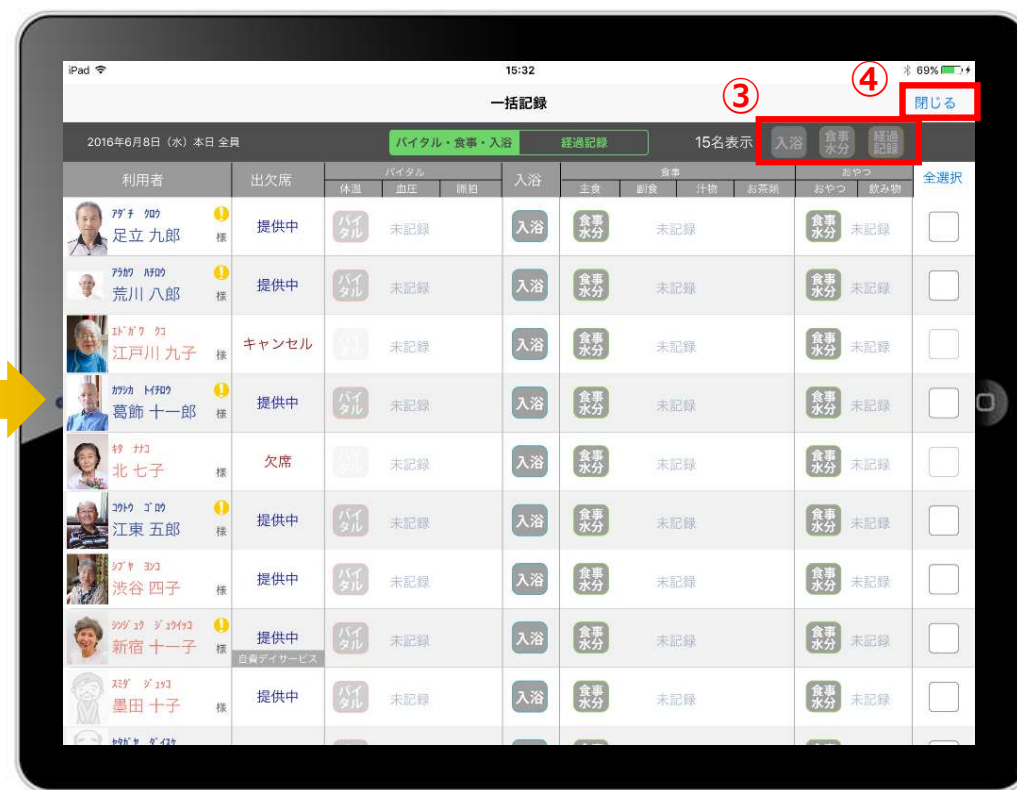 iPad 15:32 69%
一括記録 ③ ④ 閉じる
2016年6月8日（水）本日 全員 バイタル・食事・入浴 経過記録 15名表示 入浴 食事水分 経過記録
利用者 出欠席 バイタル 入浴 食事 おやつ 全選択
体温 血圧 脈拍 主食 副食 汁物 お茶類 おやつ 飲み物
ｱﾀﾞﾁ ｸﾛｳ
足立 九郎 様 提供中 バイタル 未記録 入浴 食事水分 未記録 食事水分 未記録
ｱﾗｶﾜ ﾊﾁﾛｳ
荒川 八郎 様 提供中 バイタル 未記録 入浴 食事水分 未記録 食事水分 未記録
ｴﾄﾞｶﾞﾜ ｸｺ
江戸川 九子 様 キャンセル バイタル 未記録 入浴 食事水分 未記録 食事水分 未記録
ｶﾂｼｶ ﾄｲﾁﾛｳ
葛飾 十一郎 様 提供中 バイタル 未記録 入浴 食事水分 未記録 食事水分 未記録
ｷﾀ ﾅﾅｺ
北 七子 様 欠席 バイタル 未記録 入浴 食事水分 未記録 食事水分 未記録
ｺｳﾄｳ ｺﾞﾛｳ
江東 五郎 様 提供中 バイタル 未記録 入浴 食事水分 未記録 食事水分 未記録
ｼﾌﾞﾔ ﾖﾝｺ
渋谷 四子 様 提供中 バイタル 未記録 入浴 食事水分 未記録 食事水分 未記録
ｼﾝｼﾞｭｸ ｼﾞｭｳｲｯｺ
新宿 十一子 様 提供中 バイタル 未記録 入浴 食事水分 未記録 食事水分 未記録
自費デイサービス
ｽﾐﾀﾞ ｼﾞｭｯｺ
墨田 十子 様 提供中 バイタル 未記録 入浴 食事水分 未記録 食事水分 未記録